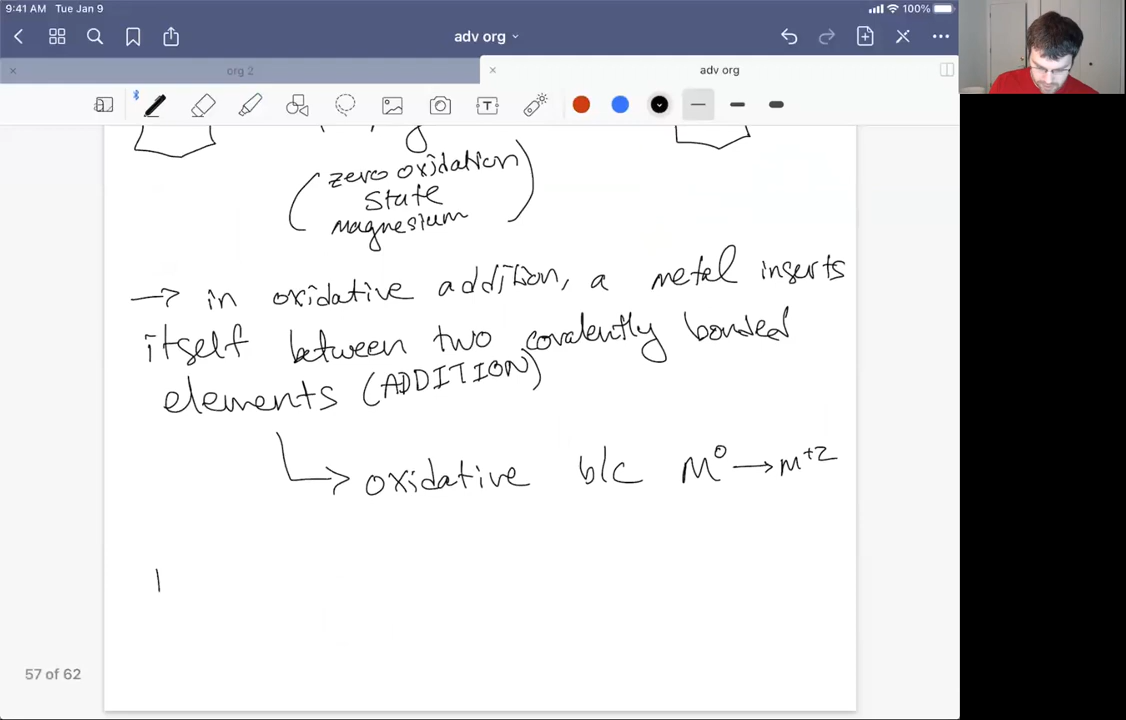 9:41 AM Tue Jan 9
100%
adv org
org 2
adv org
(zero oxidation
state
magnesium)
→ in oxidative addition, a metal inserts
itself between two covalently bonded
elements (ADDITION)
↳ oxidative b/c M⁰ → M⁺²
57 of 62